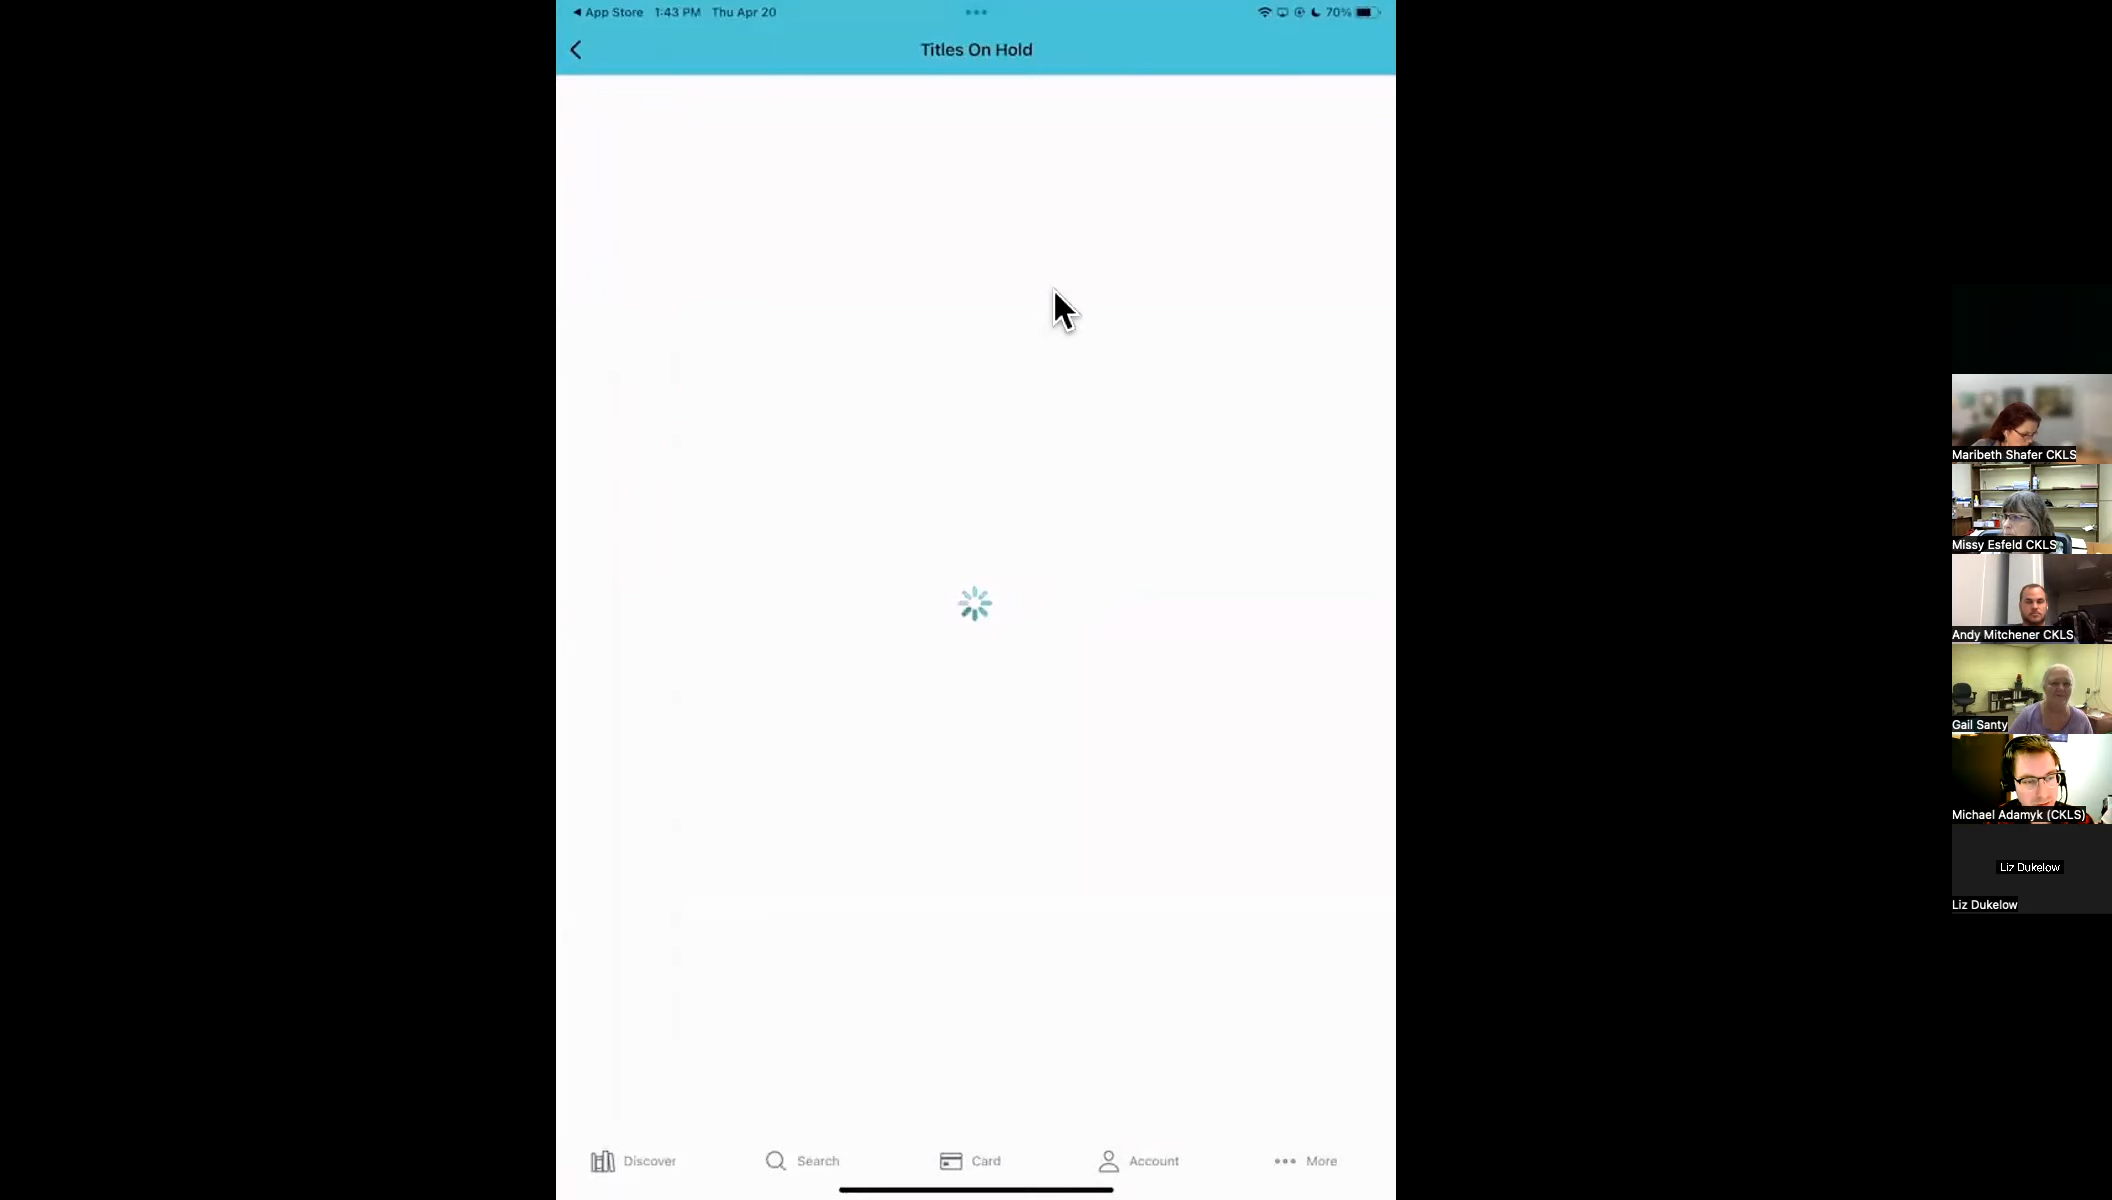 ◄ App Store 1:43 PM Thu Apr 20
70%
Titles On Hold
Maribeth Shafer CKLS
Missy Esfeld CKLS
Andy Mitchener CKLS
Gail Santy
Michael Adamyk (CKLS)
Liz Dukelow
Liz Dukelow
Discover Search Card Account More